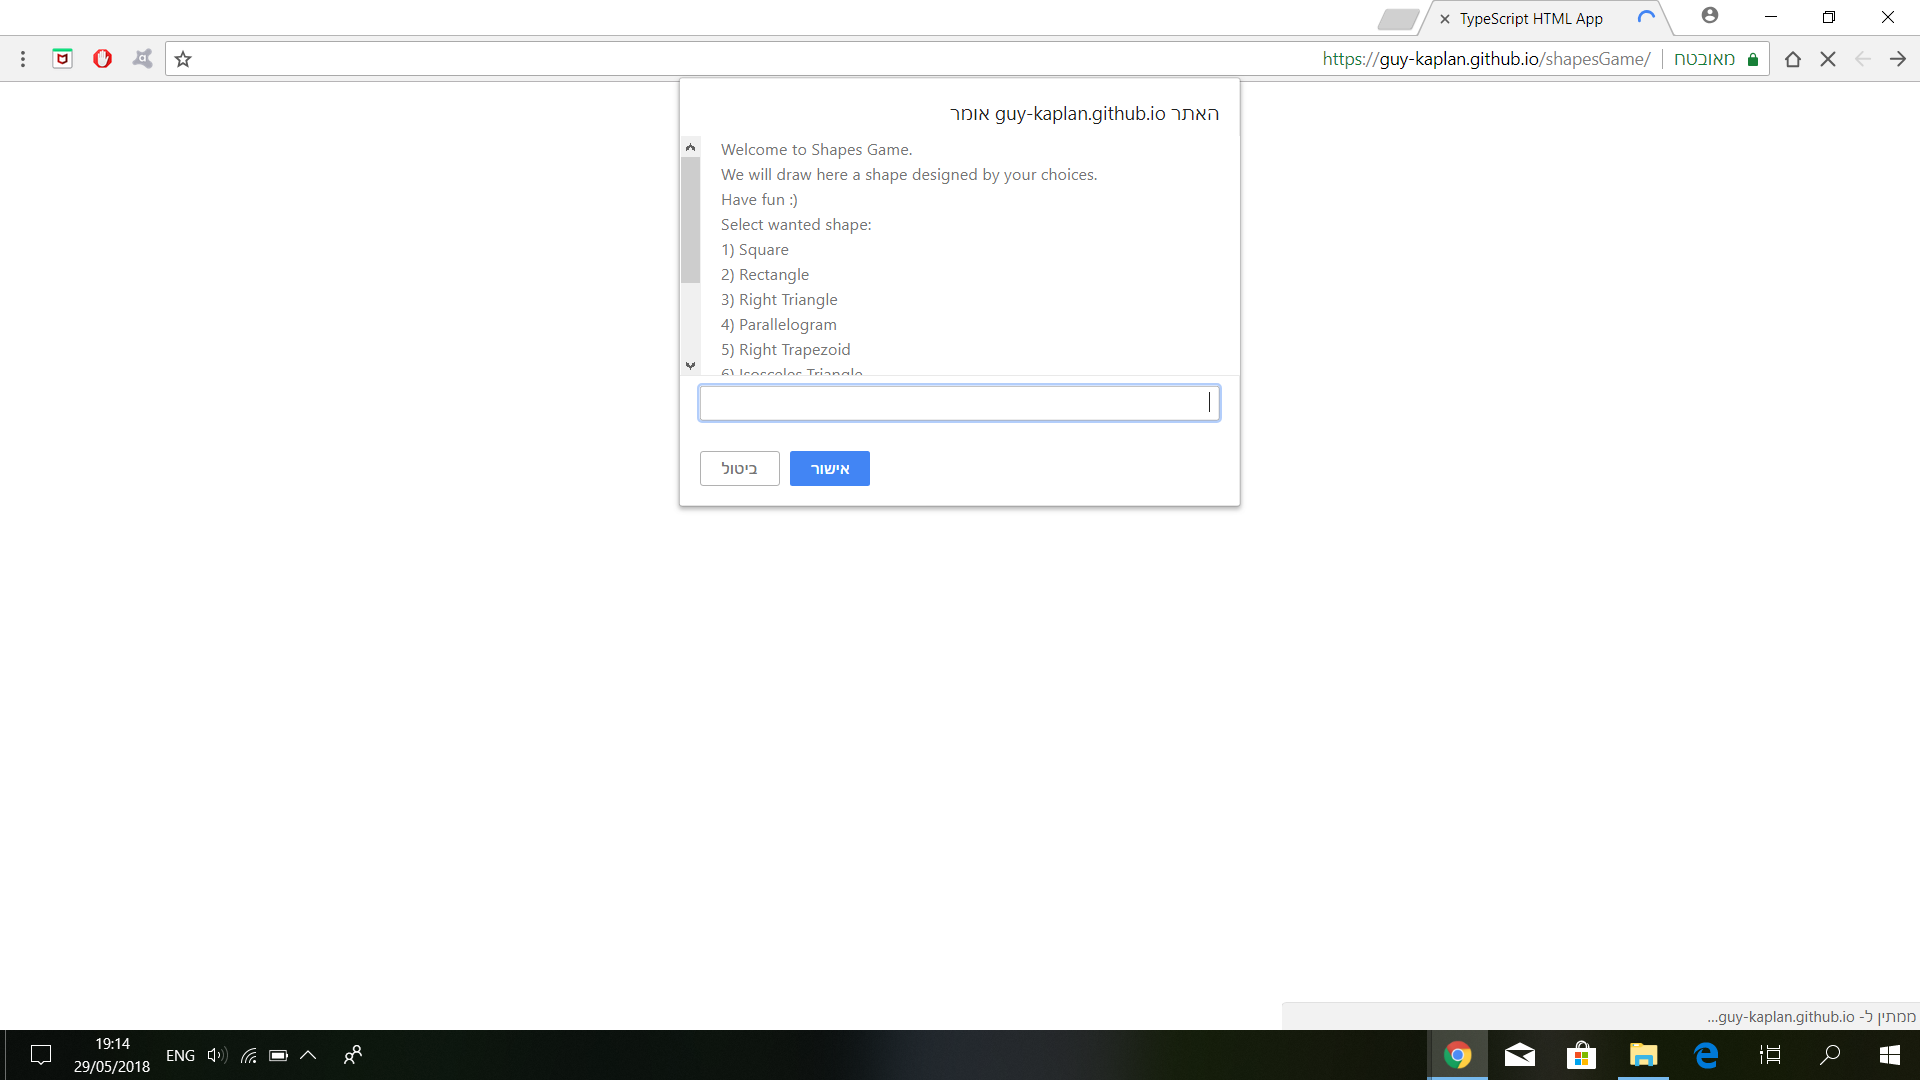 TypeScript HTML App
https://guy-kaplan.github.io/shapesGame/
מאובטח
האתר guy-kaplan.github.io אומר
Welcome to Shapes Game.
We will draw here a shape designed by your choices.
Have fun :)
Select wanted shape:
1) Square
2) Rectangle
3) Right Triangle
4) Parallelogram
5) Right Trapezoid
6) Isosceles Triangle
אישור
ביטול
ממתין ל- guy-kaplan.github.io...
19:14
29/05/2018
ENG